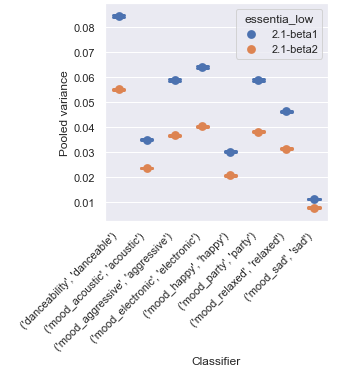 essentia_low
2.1-beta1
2.1-beta2
0.08
0.07
0.06
0.05
0.04
0.03
0.02
0.01
Pooled variance
('danceability', 'danceable')
('mood_acoustic', 'acoustic')
('mood_aggressive', 'aggressive')
('mood_electronic', 'electronic')
('mood_happy', 'happy')
('mood_party', 'party')
('mood_relaxed', 'relaxed')
('mood_sad', 'sad')
Classifier